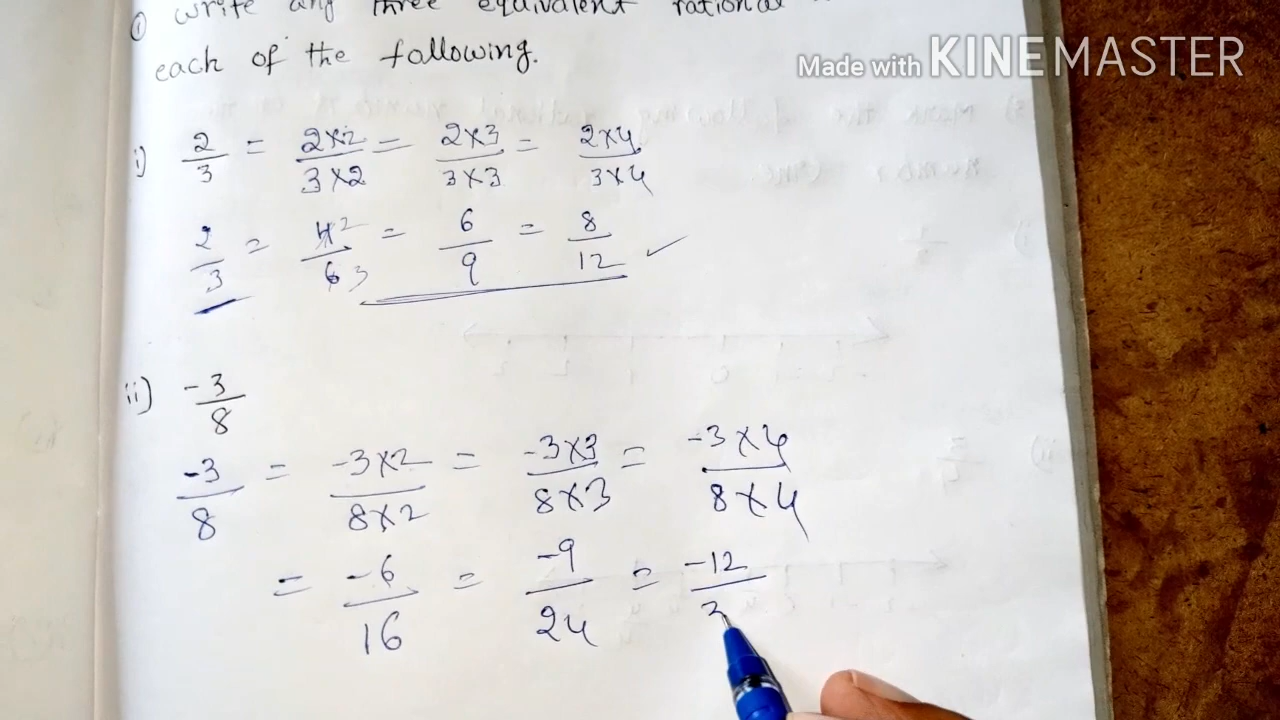 ① write any three equivalent rational
each of the following.
Made with KINEMASTER
i) 2/3 = 2×2/3×2 = 2×3/3×3 = 2×4/3×4
2/3 = 4 2/6 3 = 6/9 = 8/12 ✓
ii) -3/8
-3/8 = -3×2/8×2 = -3×3/8×3 = -3×4/8×4
= -6/16 = -9/24 = -12/3